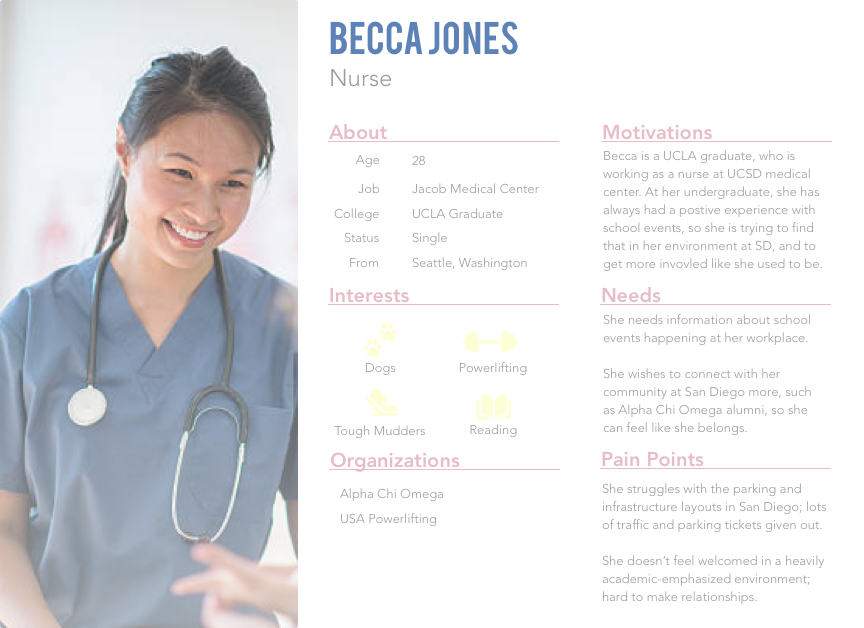 BECCA JONES
Nurse
About
Age 28
Job Jacob Medical Center
College UCLA Graduate
Status Single
From Seattle, Washington
Interests
Dogs Powerlifting
Tough Mudders Reading
Organizations
Alpha Chi Omega
USA Powerlifting
Motivations
Becca is a UCLA graduate, who is
working as a nurse at UCSD medical
center. At her undergraduate, she has
always had a postive experience with
school events, so she is trying to find
that in her environment at SD, and to
get more invovled like she used to be.
Needs
She needs information about school
events happening at her workplace.
She wishes to connect with her
community at San Diego more, such
as Alpha Chi Omega alumni, so she
can feel like she belongs.
Pain Points
She struggles with the parking and
infrastructure layouts in San Diego; lots
of traffic and parking tickets given out.
She doesn't feel welcomed in a heavily
academic-emphasized environment;
hard to make relationships.